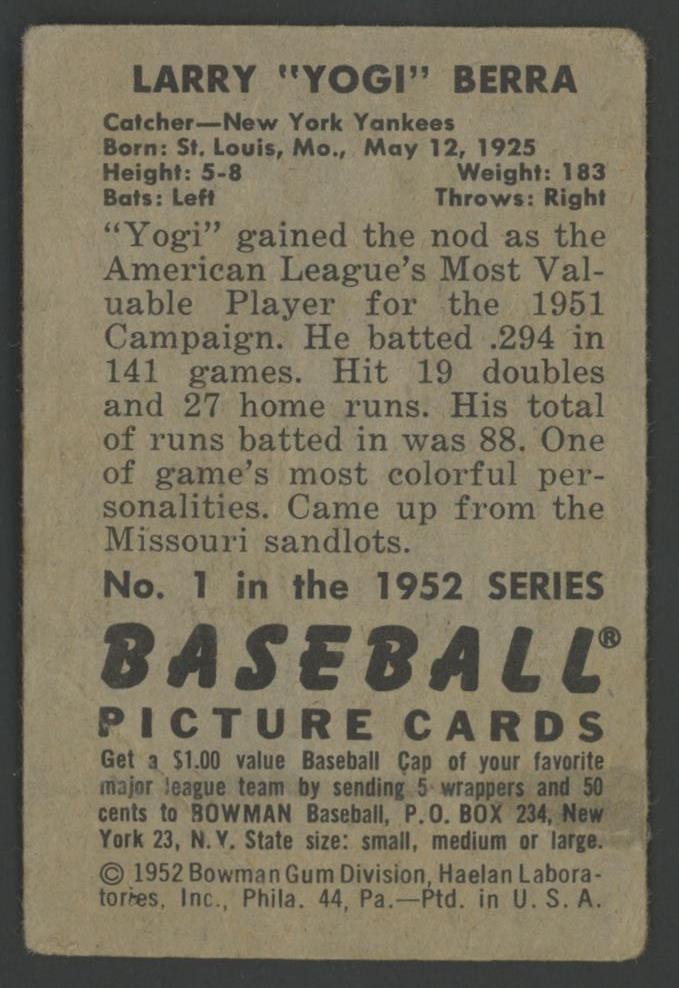 LARRY "YOGI" BERRA
Catcher—New York Yankees
Born: St. Louis, Mo., May 12, 1925
Height: 5-8 Weight: 183
Bats: Left Throws: Right
"Yogi" gained the nod as the
American League's Most Val-
uable Player for the 1951
Campaign. He batted .294 in
141 games. Hit 19 doubles
and 27 home runs. His total
of runs batted in was 88. One
of game's most colorful per-
sonalities. Came up from the
Missouri sandlots.
No. 1 in the 1952 SERIES
BASEBALL®
PICTURE CARDS
Get a $1.00 value Baseball Cap of your favorite
major league team by sending 5 wrappers and 50
cents to BOWMAN Baseball, P.O. BOX 234, New
York 23, N.Y. State size: small, medium or large.
© 1952 Bowman Gum Division, Haelan Labora-
tories, Inc., Phila. 44, Pa.—Ptd. in U. S. A.